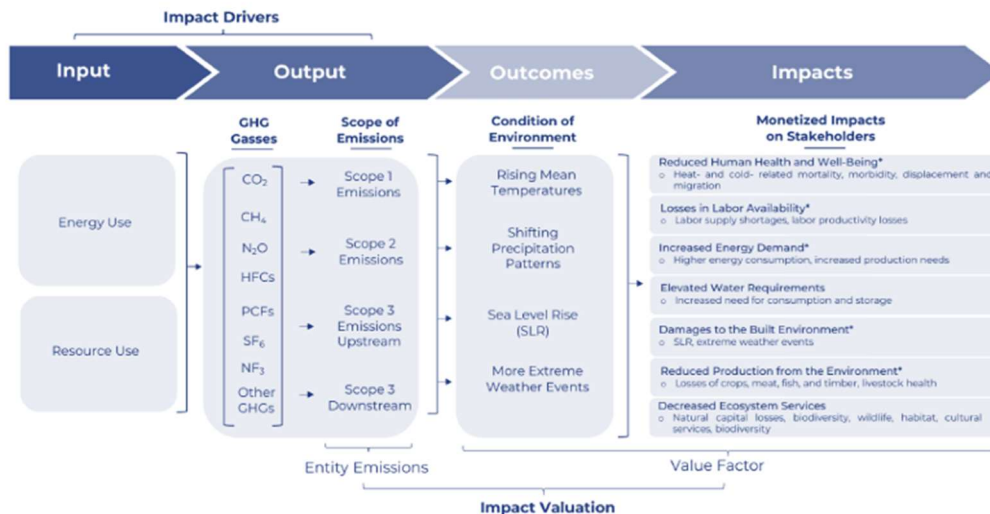 Impact Drivers
Input
Output
Outcomes
Impacts
GHG
Gasses
Scope of
Emissions
Condition of
Environment
Monetized Impacts
on Stakeholders
Energy Use
Resource Use
CO₂
CH₄
N₂O
HFCs
PCFs
SF₆
NF₃
Other
GHGs
Scope 1
Emissions
Scope 2
Emissions
Scope 3
Emissions
Upstream
Scope 3
Downstream
Rising Mean
Temperatures
Shifting
Precipitation
Patterns
Sea Level Rise
(SLR)
More Extreme
Weather Events
Reduced Human Health and Well-Being*
o Heat- and cold- related mortality, morbidity, displacement and
migration
Losses in Labor Availability*
o Labor supply shortages, labor productivity losses
Increased Energy Demand*
o Higher energy consumption, increased production needs
Elevated Water Requirements
o Increased need for consumption and storage
Damages to the Built Environment*
o SLR, extreme weather events
Reduced Production from the Environment*
o Losses of crops, meat, fish, and timber, livestock health
Decreased Ecosystem Services
o Natural capital losses, biodiversity, wildlife, habitat, cultural
services, biodiversity
Entity Emissions
Value Factor
Impact Valuation